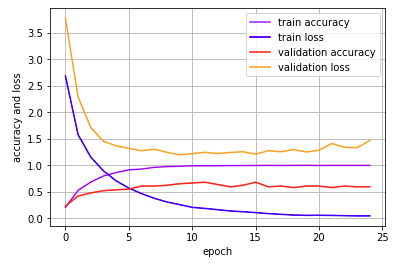 train accuracy
train loss
validation accuracy
validation loss
accuracy and loss
3.5
3.0
2.5
2.0
1.5
1.0
0.5
0.0
0 5 10 15 20 25
epoch